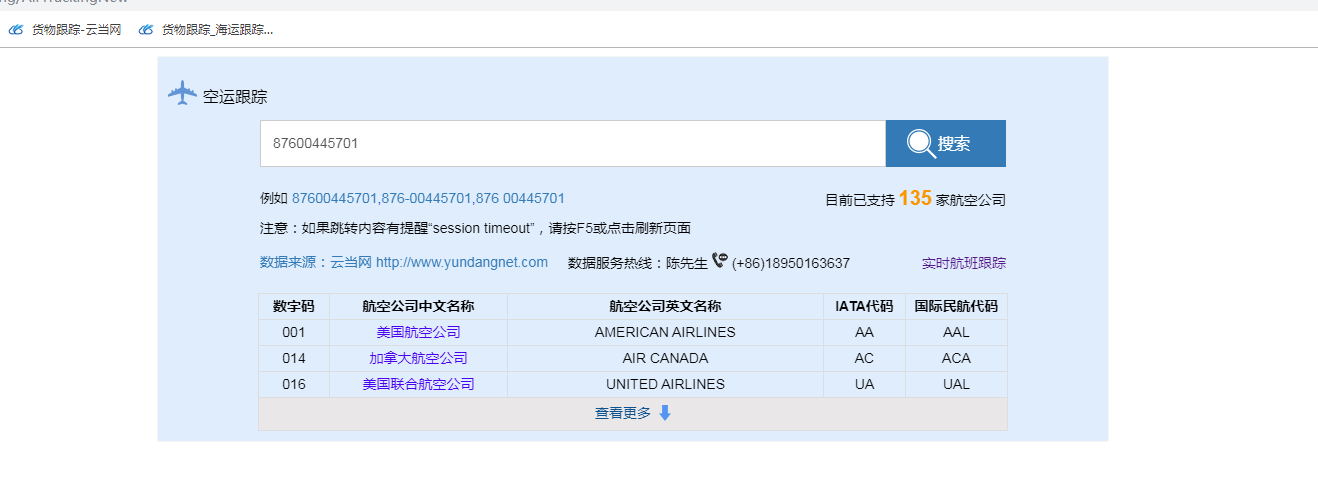 货物跟踪-云当网 货物跟踪_海运跟踪...
空运跟踪
87600445701 搜索
例如 87600445701,876-00445701,876 00445701 目前已支持 135 家航空公司
注意：如果跳转内容有提醒“session timeout”，请按F5或点击刷新页面
数据来源：云当网 http://www.yundangnet.com 数据服务热线：陈先生 (+86)18950163637 实时航班跟踪
数字码 航空公司中文名称 航空公司英文名称 IATA代码 国际民航代码
001 美国航空公司 AMERICAN AIRLINES AA AAL
014 加拿大航空公司 AIR CANADA AC ACA
016 美国联合航空公司 UNITED AIRLINES UA UAL
查看更多